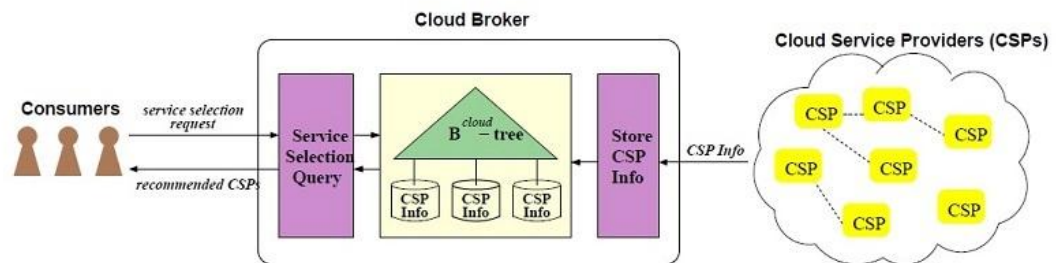 Cloud Broker
Cloud Service Providers (CSPs)
Consumers
service selection
request
recommended CSPs
Service
Selection
Query
B cloud – tree
CSP
Info
CSP
Info
CSP
Info
Store
CSP
Info
CSP Info
CSP
CSP
CSP
CSP
CSP
CSP
CSP